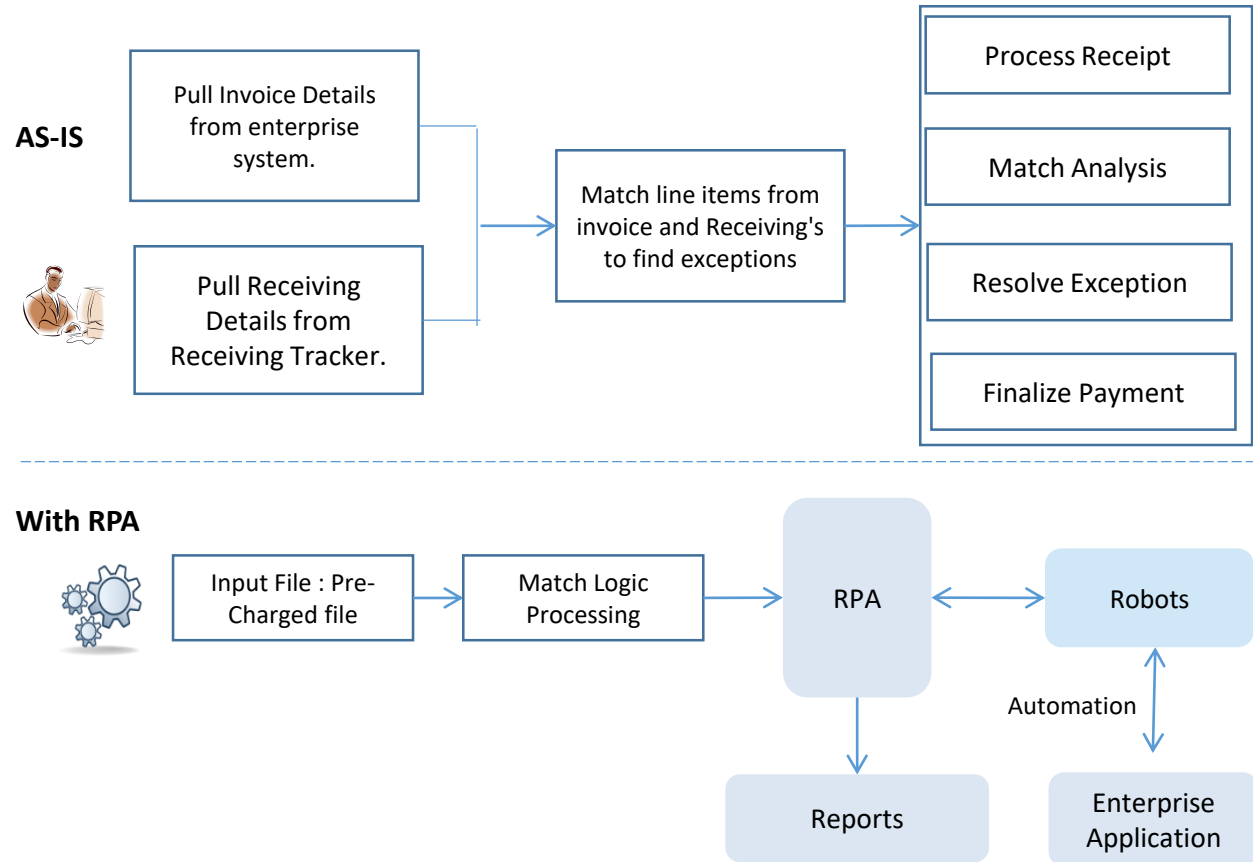 AS-IS
Pull Invoice Details
from enterprise
system.
Pull Receiving
Details from
Receiving Tracker.
Match line items from
invoice and Receiving's
to find exceptions
Process Receipt
Match Analysis
Resolve Exception
Finalize Payment
With RPA
Input File : Pre-
Charged file
Match Logic
Processing
RPA
Robots
Automation
Reports
Enterprise
Application